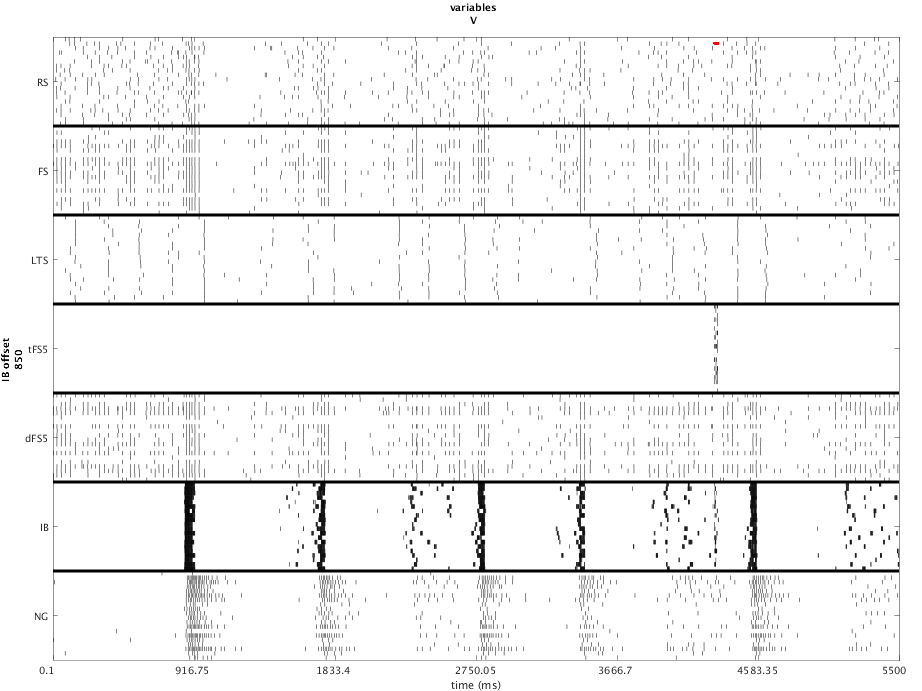 variables
V
RS
FS
LTS
tFS5
dFS5
IB
NG
IB offset
850
0.1 916.75 1833.4 2750.05 3666.7 4583.35 5500
time (ms)